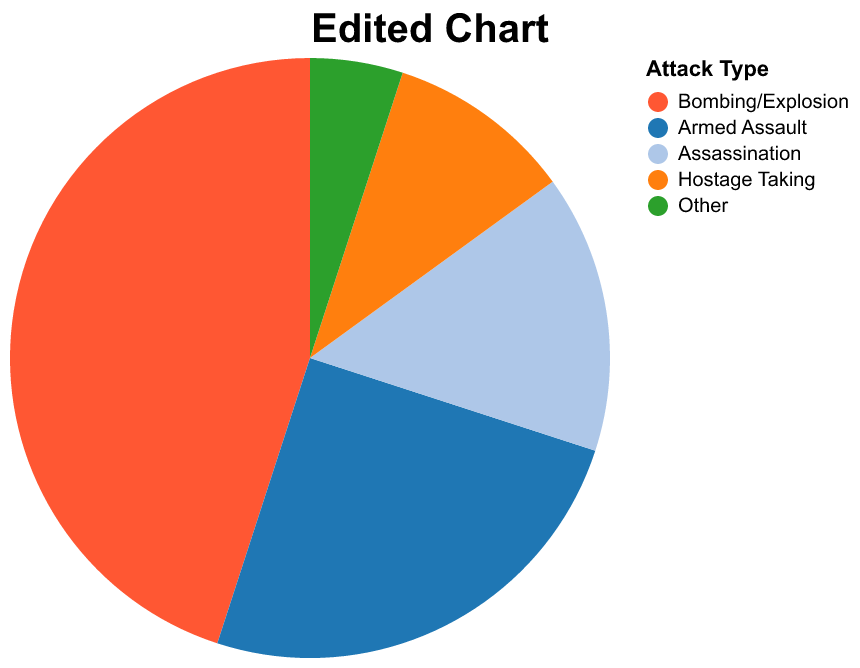 Edited Chart
Attack Type
Bombing/Explosion
Armed Assault
Assassination
Hostage Taking
Other